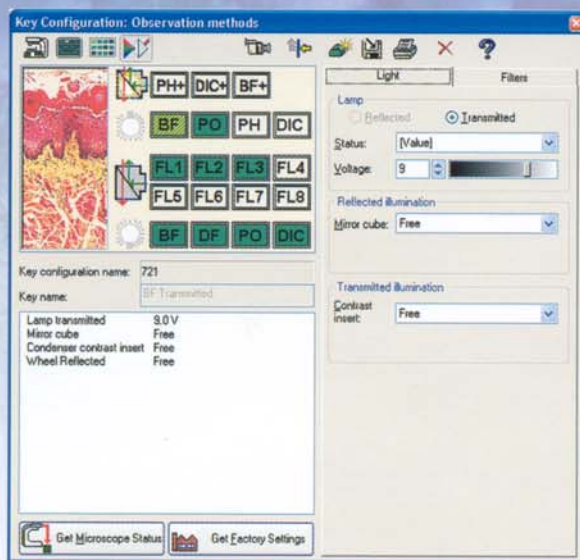 Key Configuration: Observation methods
PH+ DIC+ BF+
BF PO PH DIC
FL1 FL2 FL3 FL4
FL5 FL6 FL7 FL8
BF DF PO DIC
Key configuration name: 721
Key name: BF Transmitted
Lamp transmitted 9.0 V
Mirror cube Free
Condenser contrast insert Free
Wheel Reflected Free
Get Microscope Status
Get Factory Settings
Light Filters
Lamp
Reflected Transmitted
Status: [Value]
Voltage: 9
Reflected illumination
Mirror cube: Free
Transmitted illumination
Contrast
insert: Free